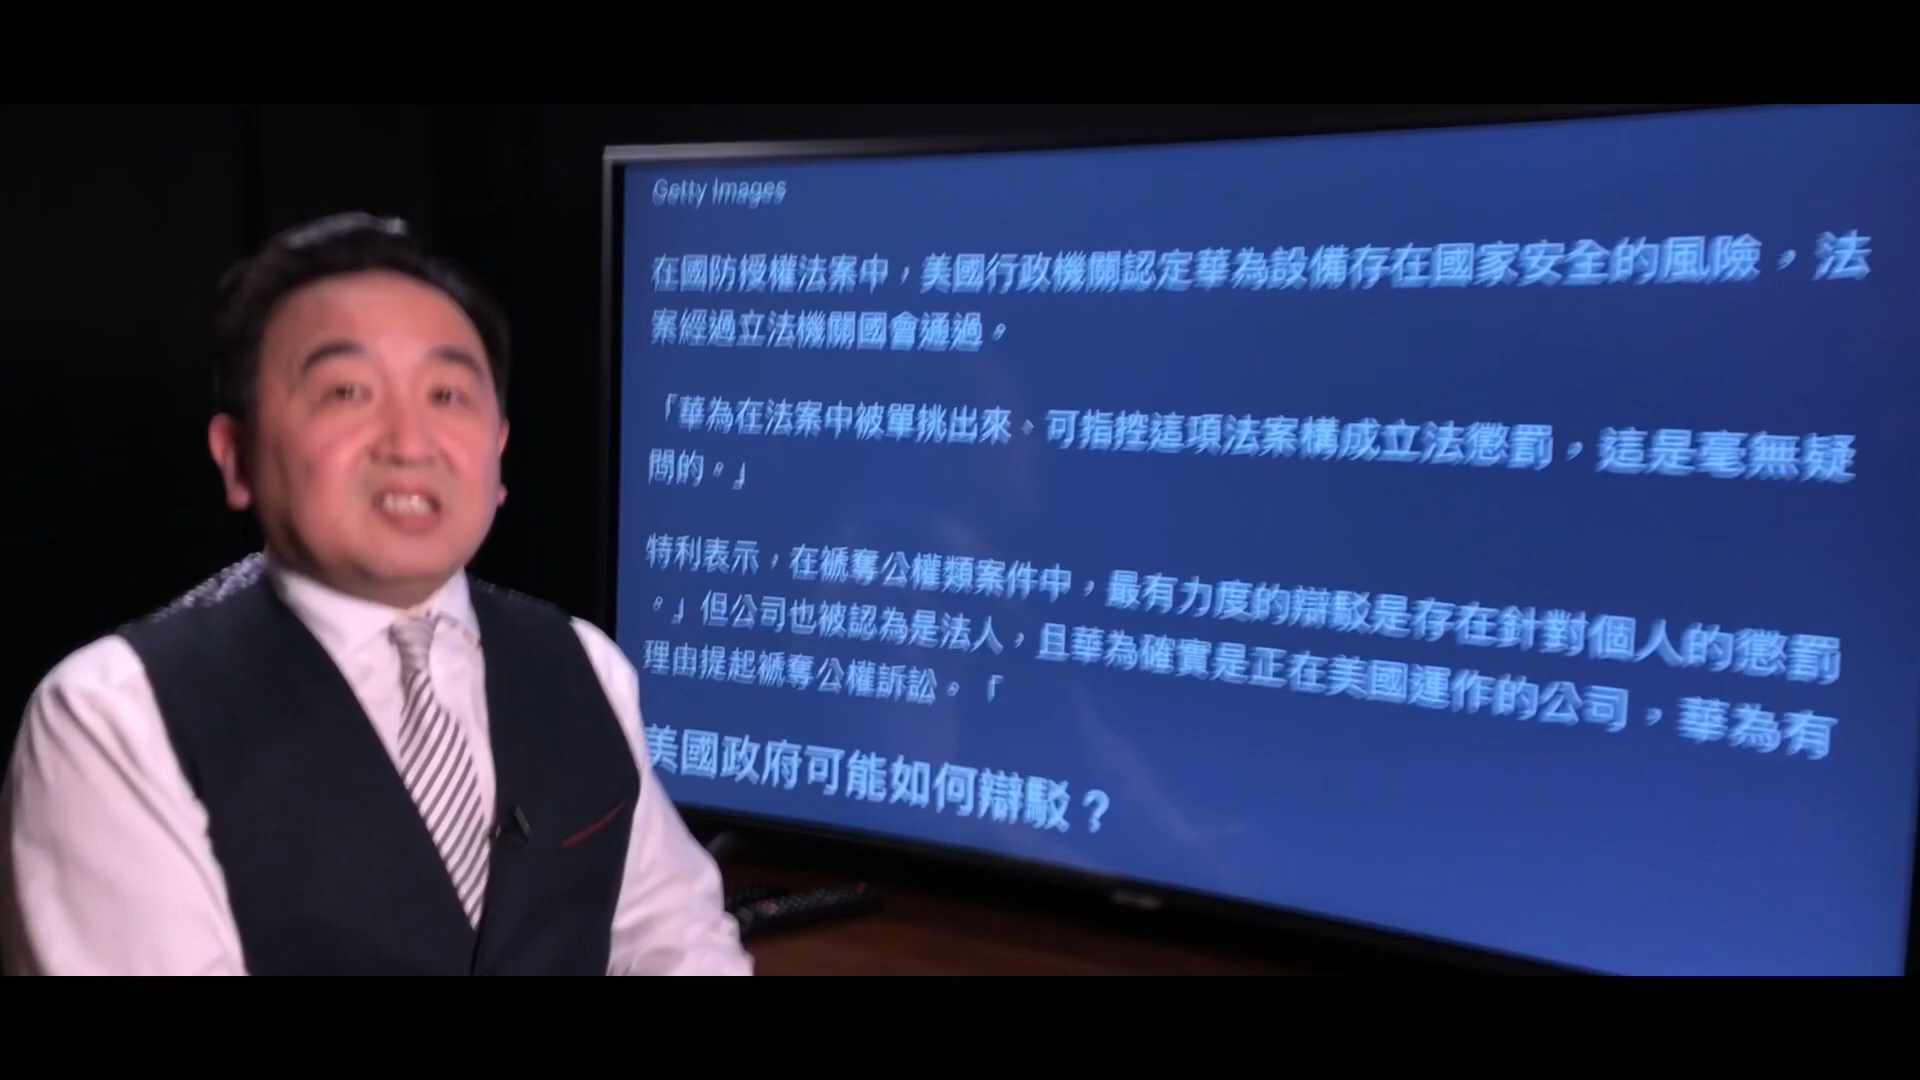 Getty Images
在國防授權法案中，美國行政機關認定華為設備存在國家安全的風險，法
案經過立法機關國會通過。
「華為在法案中被單挑出來、可指控這項法案構成立法懲罰，這是毫無疑
問的。」
特利表示，在褫奪公權類案件中，最有力度的辯駁是存在針對個人的懲罰
。」但公司也被認為是法人，且華為確實是正在美國運作的公司，華為有
理由提起褫奪公權訴訟。「
美國政府可能如何辯駁？